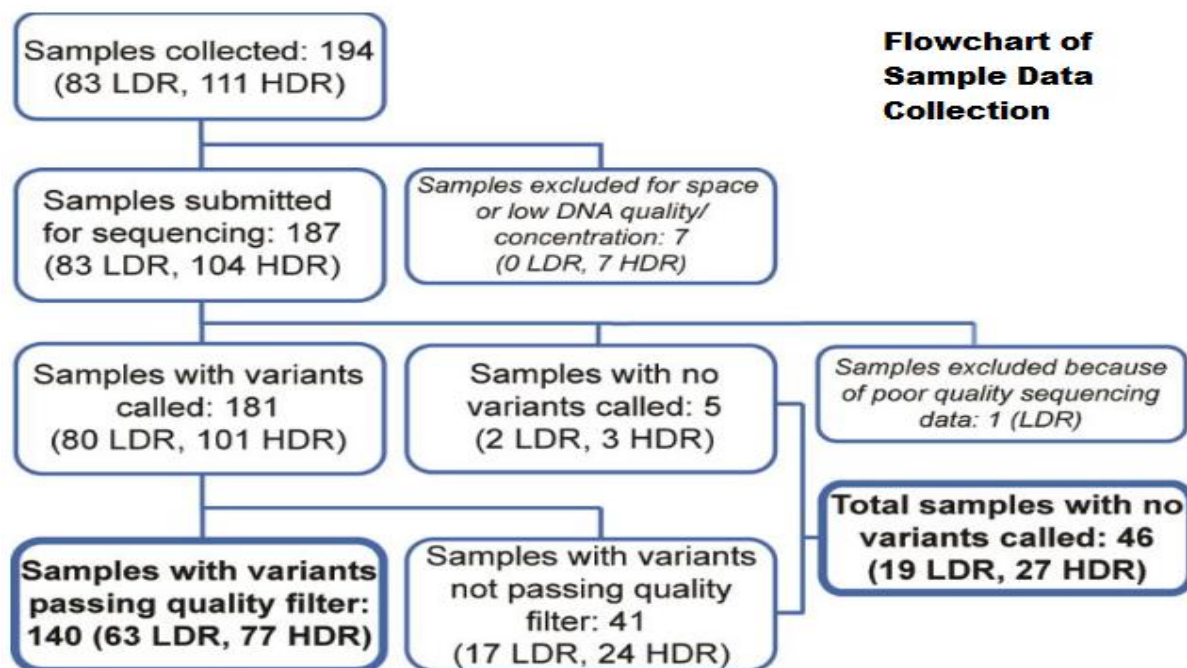 Samples collected: 194
(83 LDR, 111 HDR)
Flowchart of
Sample Data
Collection
Samples submitted
for sequencing: 187
(83 LDR, 104 HDR)
Samples excluded for space
or low DNA quality/
concentration: 7
(0 LDR, 7 HDR)
Samples with variants
called: 181
(80 LDR, 101 HDR)
Samples with no
variants called: 5
(2 LDR, 3 HDR)
Samples excluded because
of poor quality sequencing
data: 1 (LDR)
Total samples with no
variants called: 46
(19 LDR, 27 HDR)
Samples with variants
passing quality filter:
140 (63 LDR, 77 HDR)
Samples with variants
not passing quality
filter: 41
(17 LDR, 24 HDR)